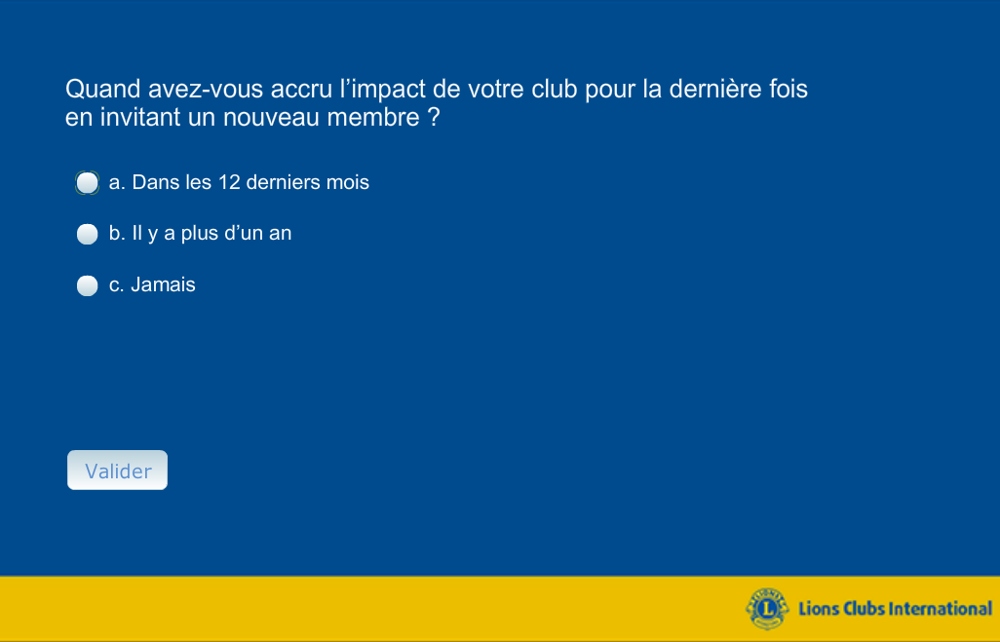 Quand avez-vous accru l’impact de votre club pour la dernière fois
en invitant un nouveau membre ?
a. Dans les 12 derniers mois
b. Il y a plus d’un an
c. Jamais
Valider
LIONS
L
Lions Clubs International